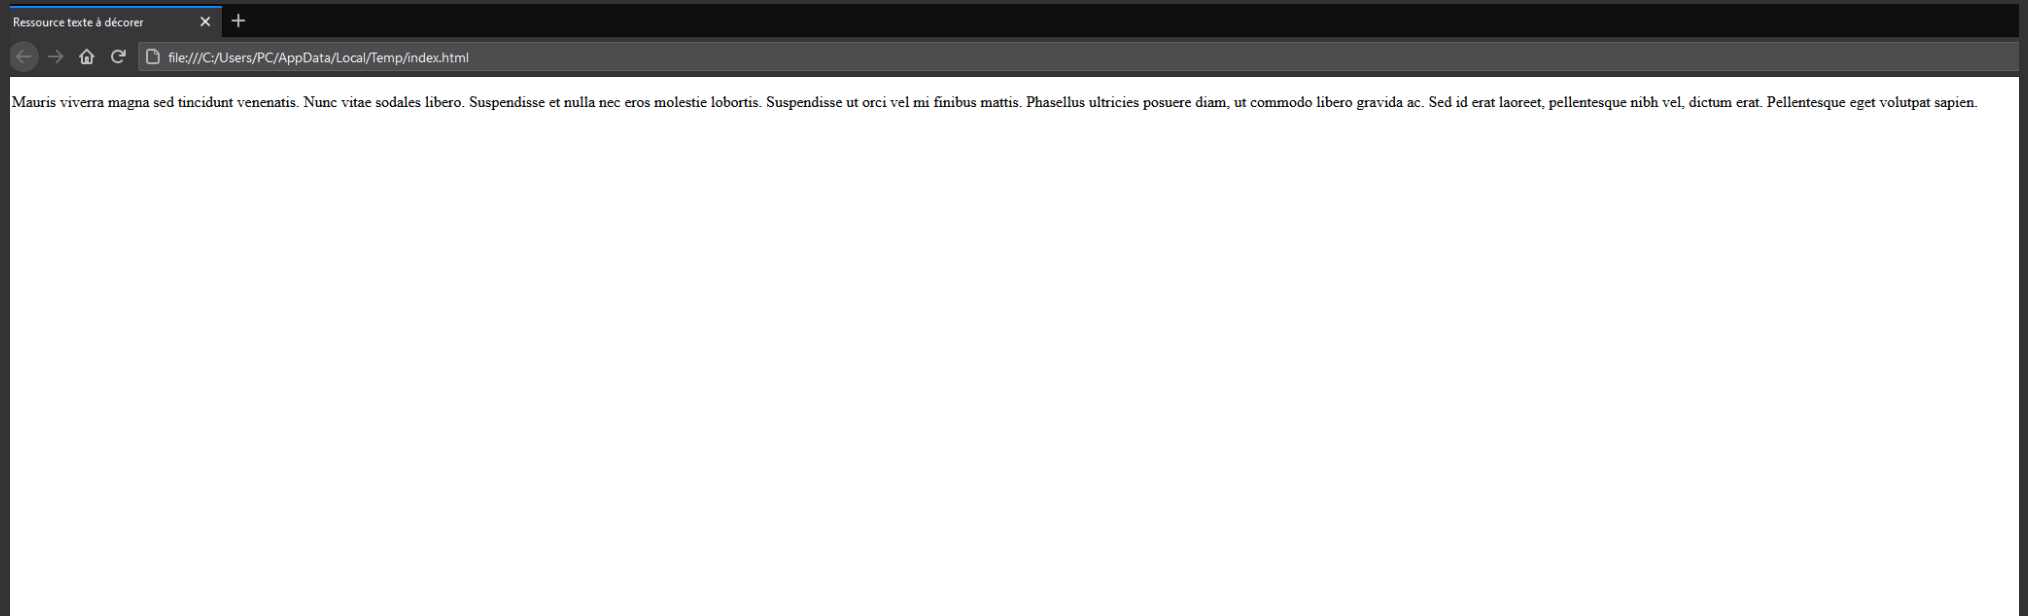 Ressource texte à décorer
file:///C:/Users/PC/AppData/Local/Temp/index.html
Mauris viverra magna sed tincidunt venenatis. Nunc vitae sodales libero. Suspendisse et nulla nec eros molestie lobortis. Suspendisse ut orci vel mi finibus mattis. Phasellus ultricies posuere diam, ut commodo libero gravida ac. Sed id erat laoreet, pellentesque nibh vel, dictum erat. Pellentesque eget volutpat sapien.